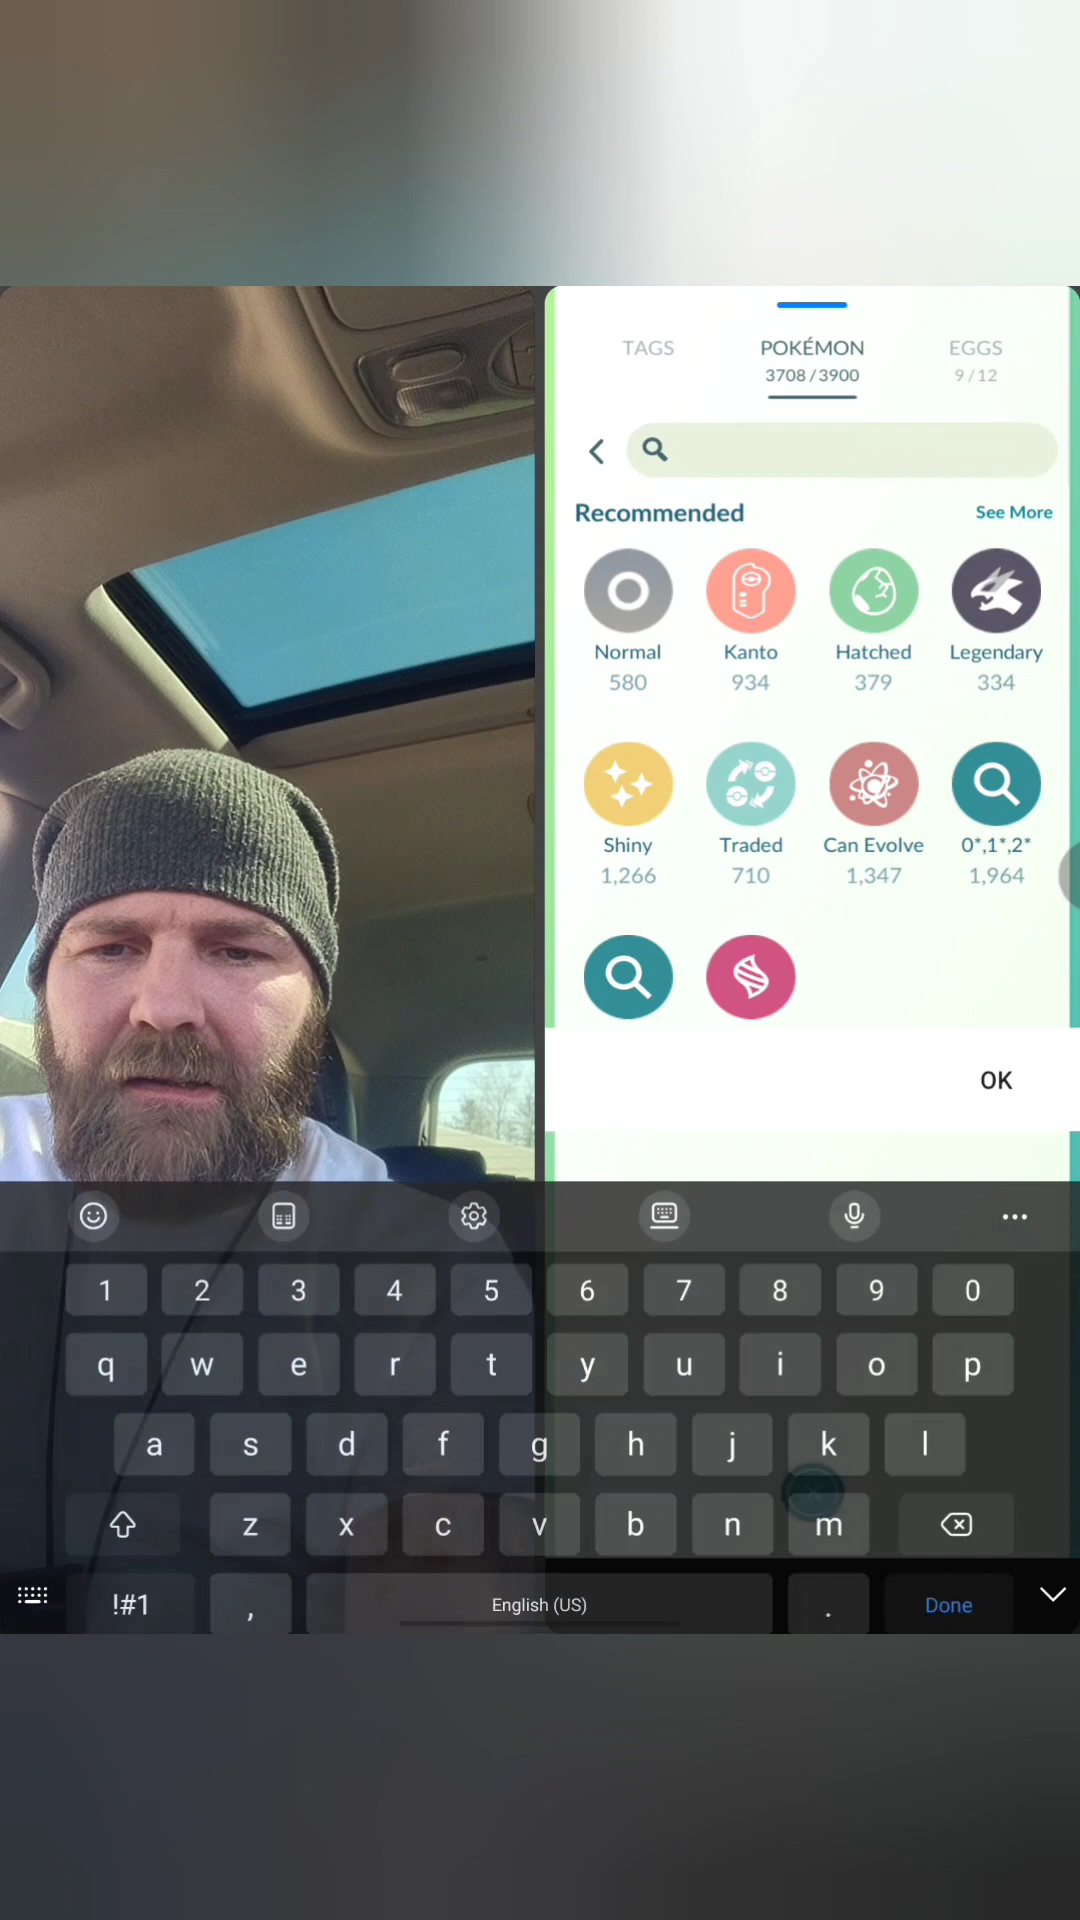 TAGS
POKÉMON
3708 / 3900
EGGS
9 / 12
Recommended
See More
Normal
580
Kanto
934
Hatched
379
Legendary
334
Shiny
1,266
Traded
710
Can Evolve
1,347
0*,1*,2*
1,964
OK
1 2 3 4 5 6 7 8 9 0
q w e r t y u i o p
a s d f g h j k l
z x c v b n m
!#1 , English (US) . Done